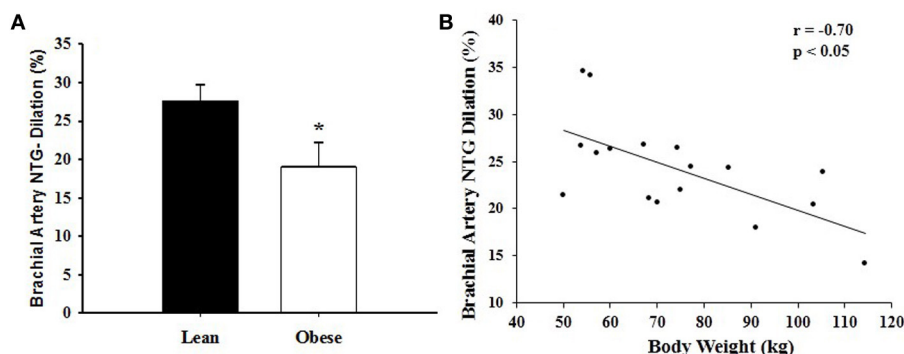 A
Brachial Artery NTG- Dilation (%)
35
30
25
20
15
10
5
0
*
Lean
Obese
B
r = -0.70
p < 0.05
Brachial Artery NTG Dilation (%)
40
35
30
25
20
15
10
40
50
60
70
80
90
100
110
120
Body Weight (kg)